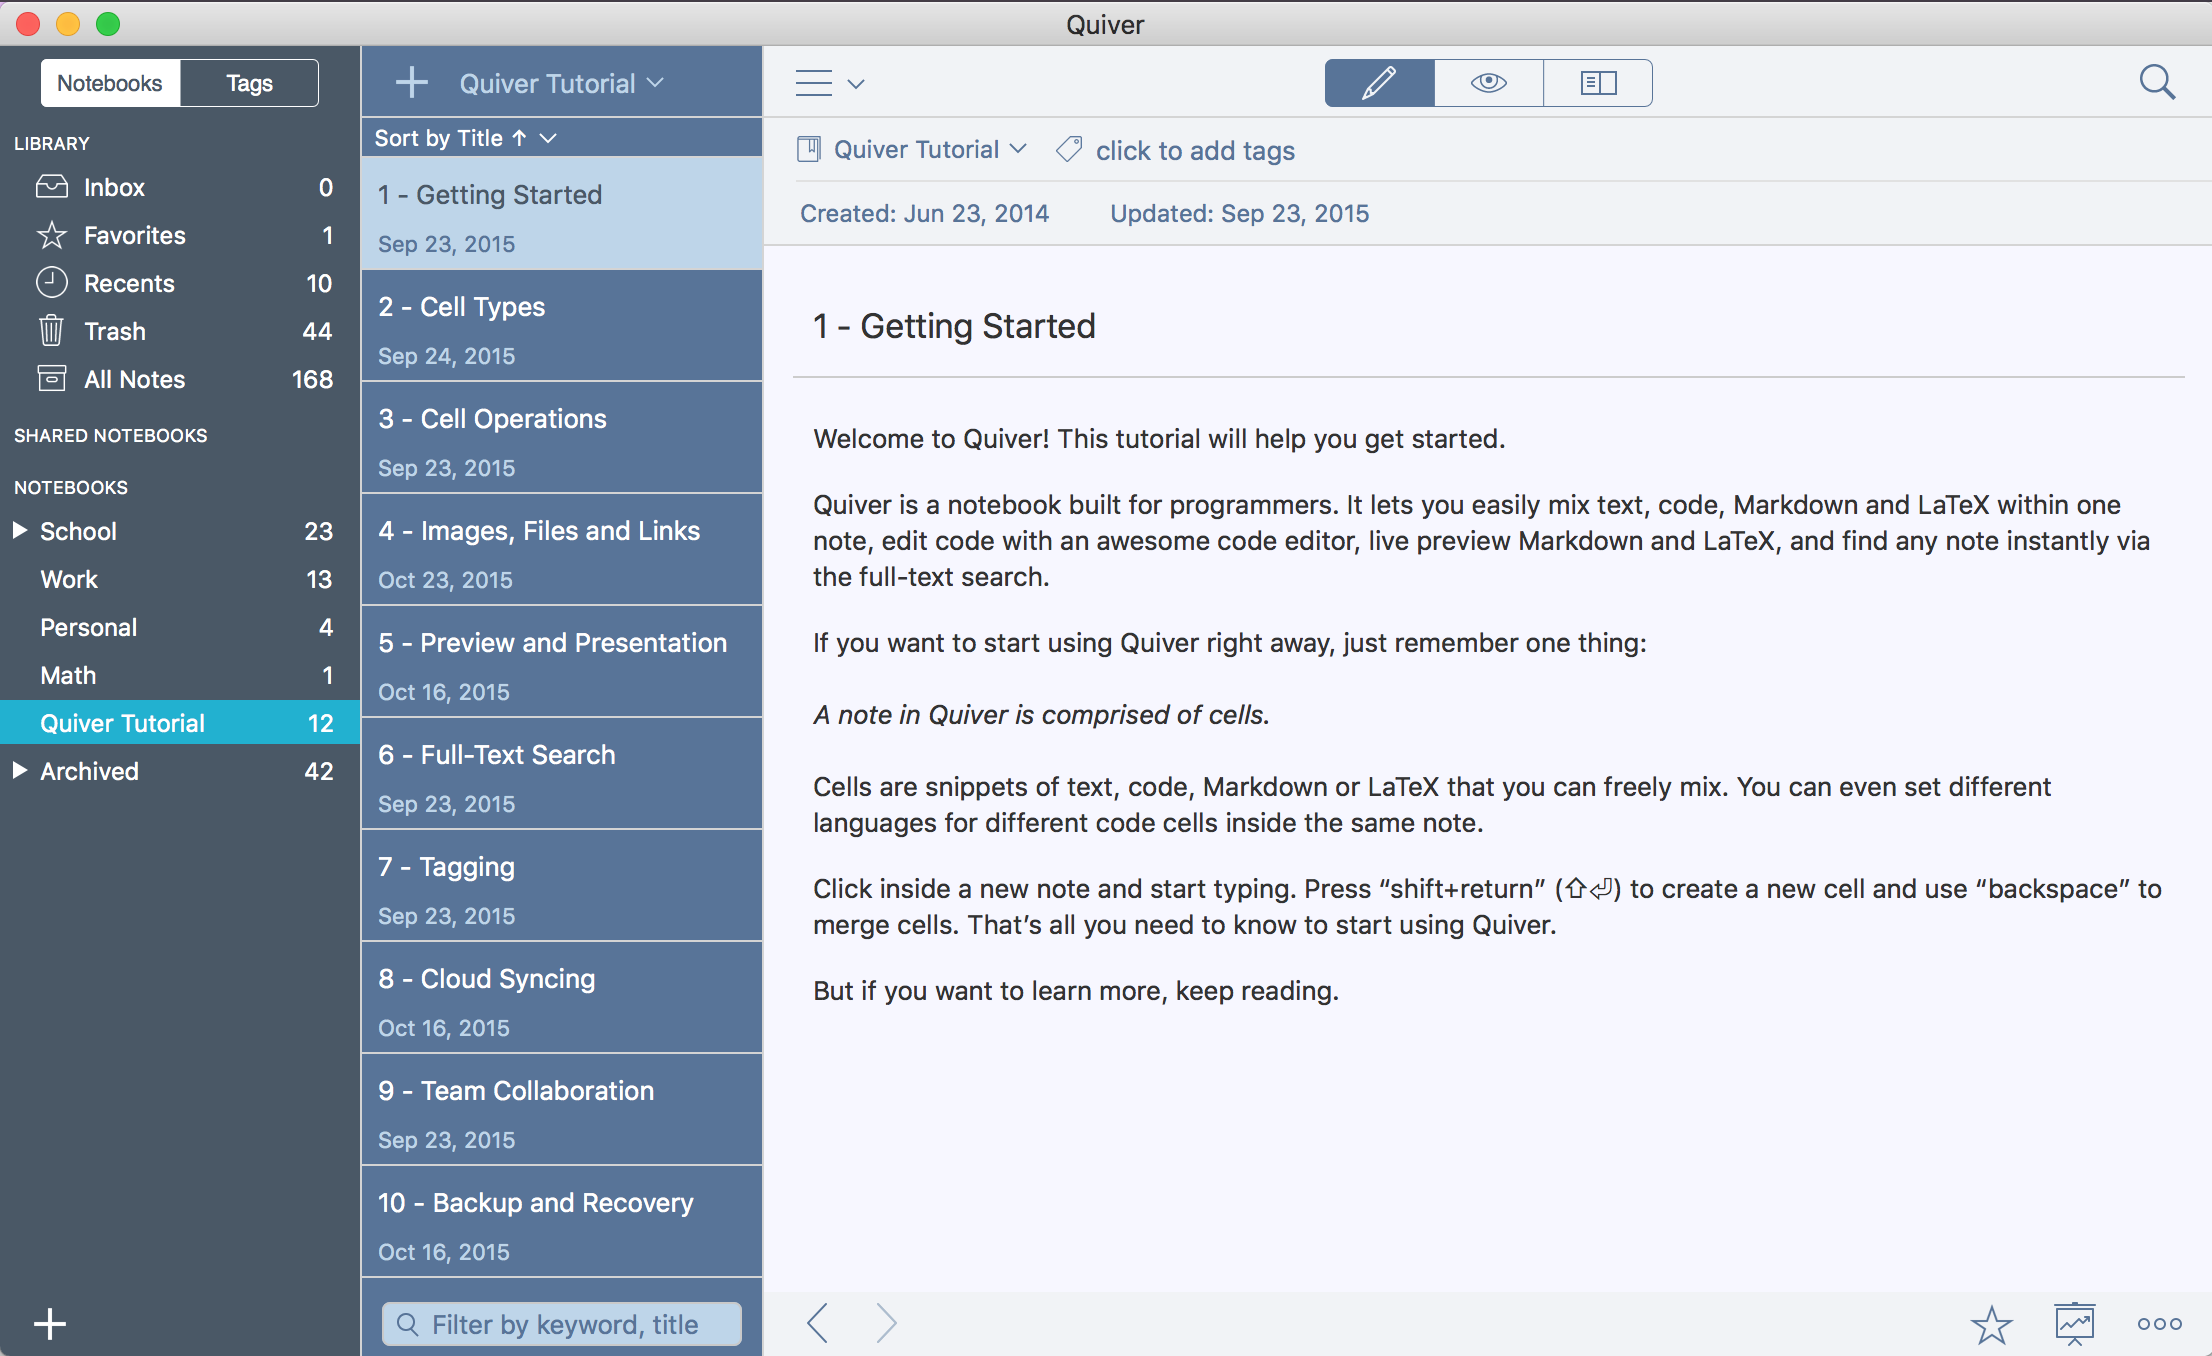 Quiver
Notebooks
Tags
LIBRARY
Inbox 0
Favorites 1
Recents 10
Trash 44
All Notes 168
SHARED NOTEBOOKS
NOTEBOOKS
School 23
Work 13
Personal 4
Math 1
Quiver Tutorial 12
Archived 42
Quiver Tutorial
Sort by Title ↑
1 - Getting Started
Sep 23, 2015
2 - Cell Types
Sep 24, 2015
3 - Cell Operations
Sep 23, 2015
4 - Images, Files and Links
Oct 23, 2015
5 - Preview and Presentation
Oct 16, 2015
6 - Full-Text Search
Sep 23, 2015
7 - Tagging
Sep 23, 2015
8 - Cloud Syncing
Oct 16, 2015
9 - Team Collaboration
Sep 23, 2015
10 - Backup and Recovery
Oct 16, 2015
Filter by keyword, title
Quiver Tutorial
click to add tags
Created: Jun 23, 2014
Updated: Sep 23, 2015
1 - Getting Started
Welcome to Quiver! This tutorial will help you get started.
Quiver is a notebook built for programmers. It lets you easily mix text, code, Markdown and LaTeX within one
note, edit code with an awesome code editor, live preview Markdown and LaTeX, and find any note instantly via
the full-text search.
If you want to start using Quiver right away, just remember one thing:
A note in Quiver is comprised of cells.
Cells are snippets of text, code, Markdown or LaTeX that you can freely mix. You can even set different
languages for different code cells inside the same note.
Click inside a new note and start typing. Press “shift+return” (⇧⏎) to create a new cell and use “backspace” to
merge cells. That’s all you need to know to start using Quiver.
But if you want to learn more, keep reading.